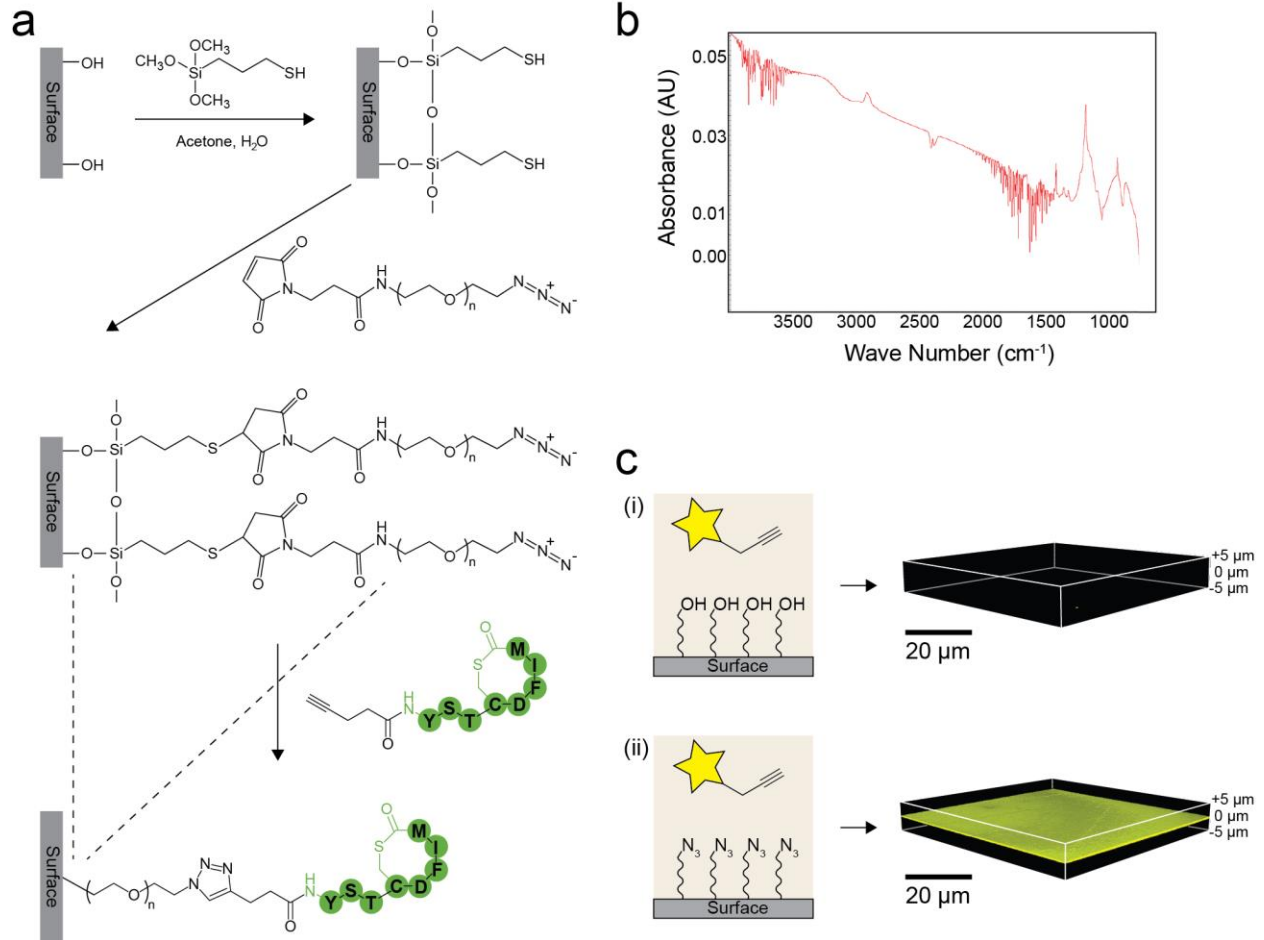 a
OH
OH
Surface
OCH3
CH3O
Si
SH
OCH3
Acetone, H2O
Surface
O
O
Si
SH
O
O
Si
SH
O
O
N
O
H
N
O
O
n
N
N
+
N
-
Surface
O
O
Si
S
O
N
O
H
N
O
O
n
N
N
+
N
-
O
O
Si
S
O
O
N
O
H
N
O
O
n
N
N
+
N
-
O
H
N
O
O
S
Y S T C D F I M
Surface
O
n
N
N
N
O
H
N
O
S
Y S T C D F I M
b
Absorbance (AU)
0.05
0.03
0.01
0.00
3500 3000 2500 2000 1500 1000
Wave Number (cm-1)
c
(i)
OH OH OH OH
Surface
+5 µm
0 µm
-5 µm
20 µm
(ii)
N3 N3 N3 N3
Surface
+5 µm
0 µm
-5 µm
20 µm